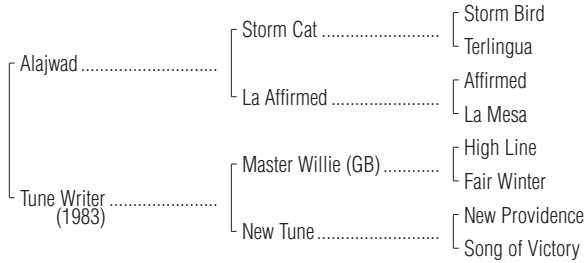 Storm Bird
Storm Cat
Terlingua
Alajwad
Affirmed
La Affirmed
La Mesa
High Line
Master Willie (GB)
Fair Winter
Tune Writer
(1983)
New Providence
New Tune
Song of Victory